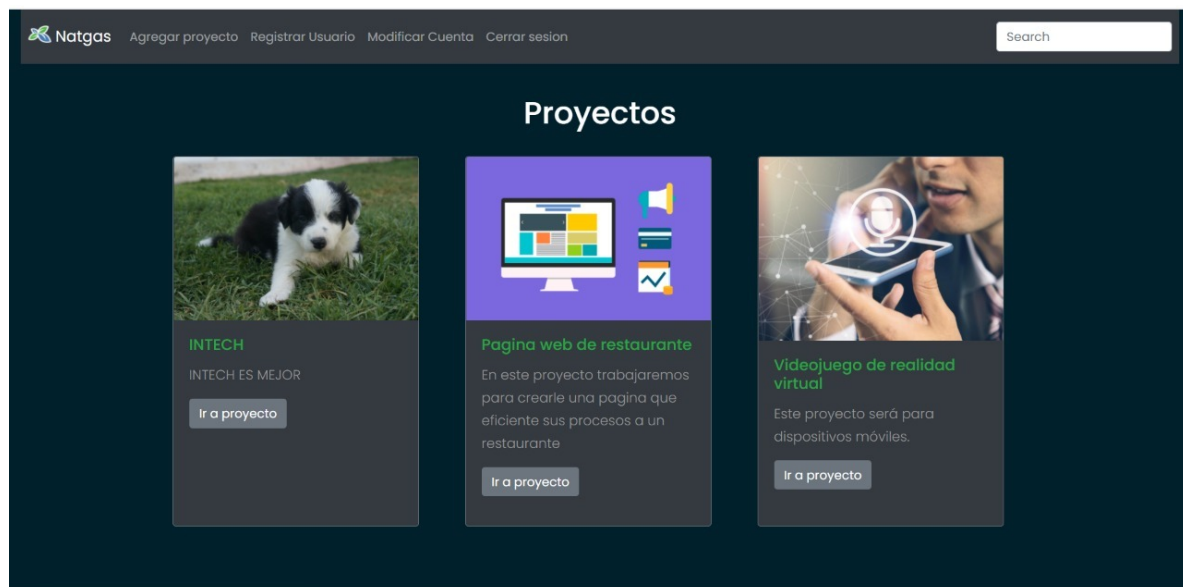 Natgas Agregar proyecto Registrar Usuario Modificar Cuenta Cerrar sesion Search
Proyectos
INTECH
INTECH ES MEJOR
Ir a proyecto
Pagina web de restaurante
En este proyecto trabajaremos
para crearle una pagina que
eficiente sus procesos a un
restaurante
Ir a proyecto
Videojuego de realidad
virtual
Este proyecto será para
dispositivos móviles.
Ir a proyecto